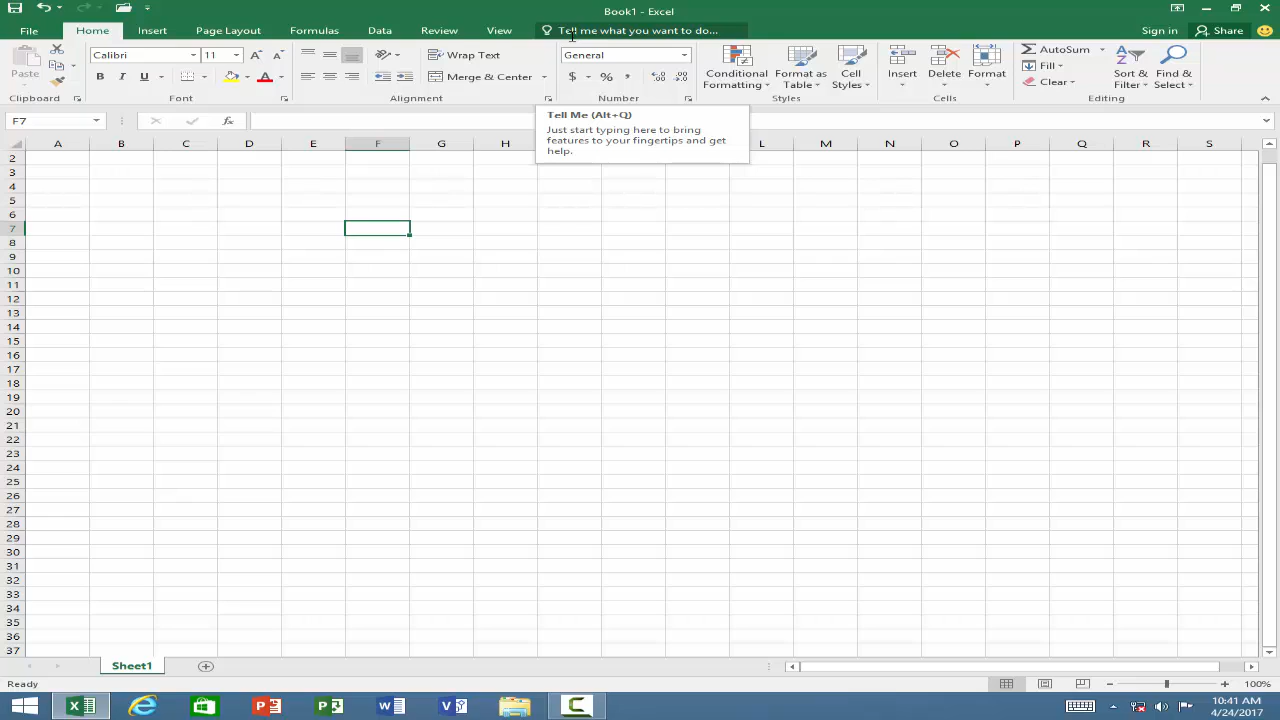 Book1 - Excel
File Home Insert Page Layout Formulas Data Review View Tell me what you want to do... Sign in Share
Calibri 11 Wrap Text General AutoSum
Paste B I U Merge & Center $ % , Conditional Formatting Format as Table Cell Styles Insert Delete Format Fill Clear Sort & Filter Find & Select
Clipboard Font Alignment Number Styles Cells Editing
F7 fx
Tell Me (Alt+Q)
Just start typing here to bring
features to your fingertips and get
help.
A B C D E F G H L M N O P Q R S
2
3
4
5
6
7
8
9
10
11
12
13
14
15
16
17
18
19
20
21
22
23
24
25
26
27
28
29
30
31
32
33
34
35
36
37
Sheet1
Ready 100%
10:41 AM
4/24/2017